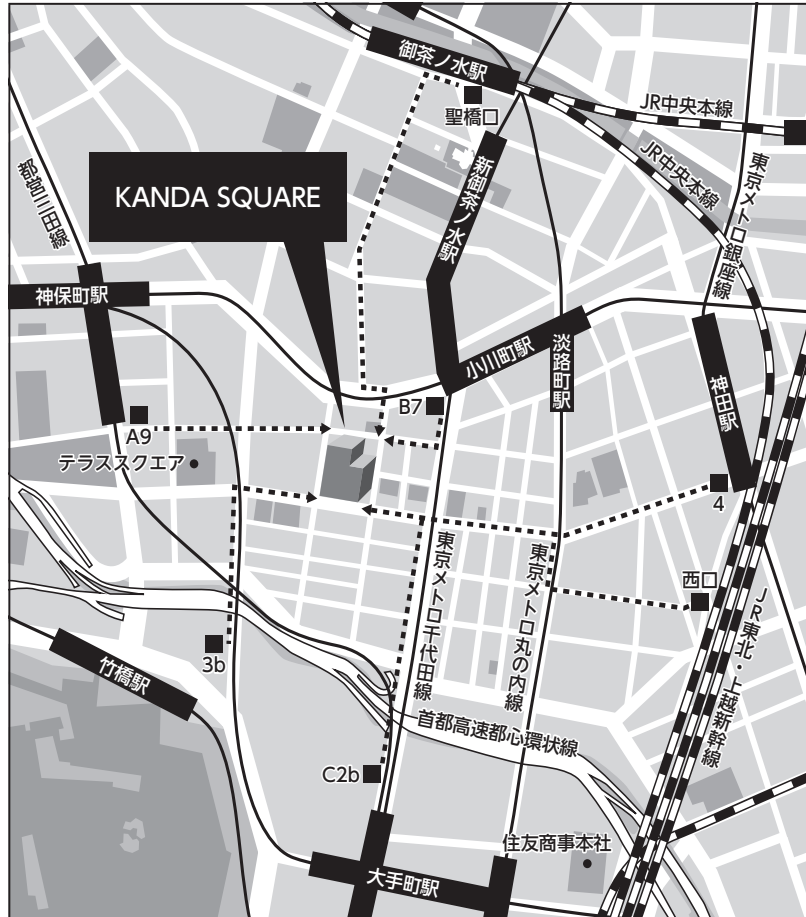 御茶ノ水駅
聖橋口
JR中央本線
JR中央本線
東京メトロ銀座線
都営三田線
KANDA SQUARE
新御茶ノ水駅
神保町駅
小川町駅
淡路町駅
神田駅
B7
A9
テラススクエア
4
西口
東京メトロ千代田線
東京メトロ丸の内線
JR東北・上越新幹線
3b
竹橋駅
首都高速都心環状線
C2b
住友商事本社
大手町駅